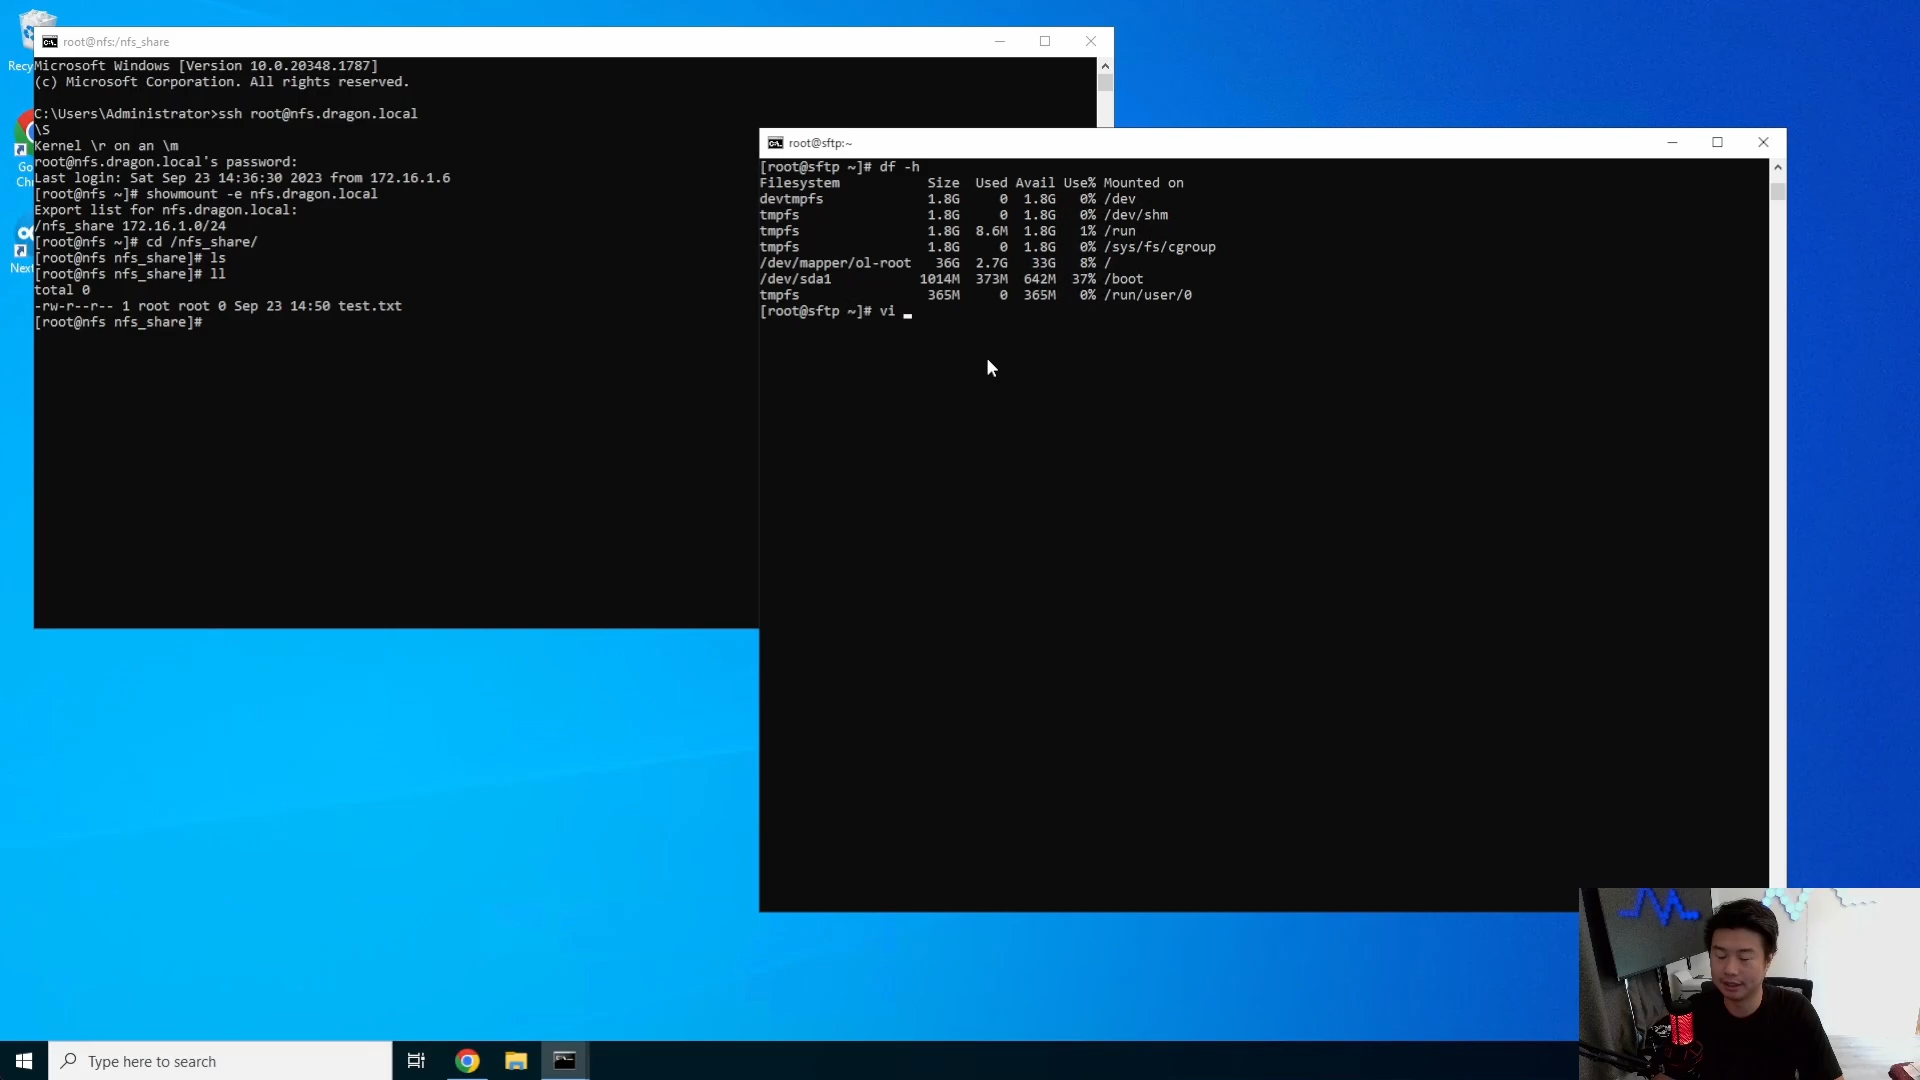 Recy
Go
Ch
Next
root@nfs:/nfs_share
Microsoft Windows [Version 10.0.20348.1787]
(c) Microsoft Corporation. All rights reserved.
C:\Users\Administrator>ssh root@nfs.dragon.local
\S
Kernel \r on an \m
root@nfs.dragon.local's password:
Last login: Sat Sep 23 14:36:30 2023 from 172.16.1.6
[root@nfs ~]# showmount -e nfs.dragon.local
Export list for nfs.dragon.local:
/nfs_share 172.16.1.0/24
[root@nfs ~]# cd /nfs_share/
[root@nfs nfs_share]# ls
[root@nfs nfs_share]# ll
total 0
-rw-r--r-- 1 root root 0 Sep 23 14:50 test.txt
[root@nfs nfs_share]#
root@sftp:~
[root@sftp ~]# df -h
Filesystem Size Used Avail Use% Mounted on
devtmpfs 1.8G 0 1.8G 0% /dev
tmpfs 1.8G 0 1.8G 0% /dev/shm
tmpfs 1.8G 8.6M 1.8G 1% /run
tmpfs 1.8G 0 1.8G 0% /sys/fs/cgroup
/dev/mapper/ol-root 36G 2.7G 33G 8% /
/dev/sda1 1014M 373M 642M 37% /boot
tmpfs 365M 0 365M 0% /run/user/0
[root@sftp ~]# vi _
Type here to search